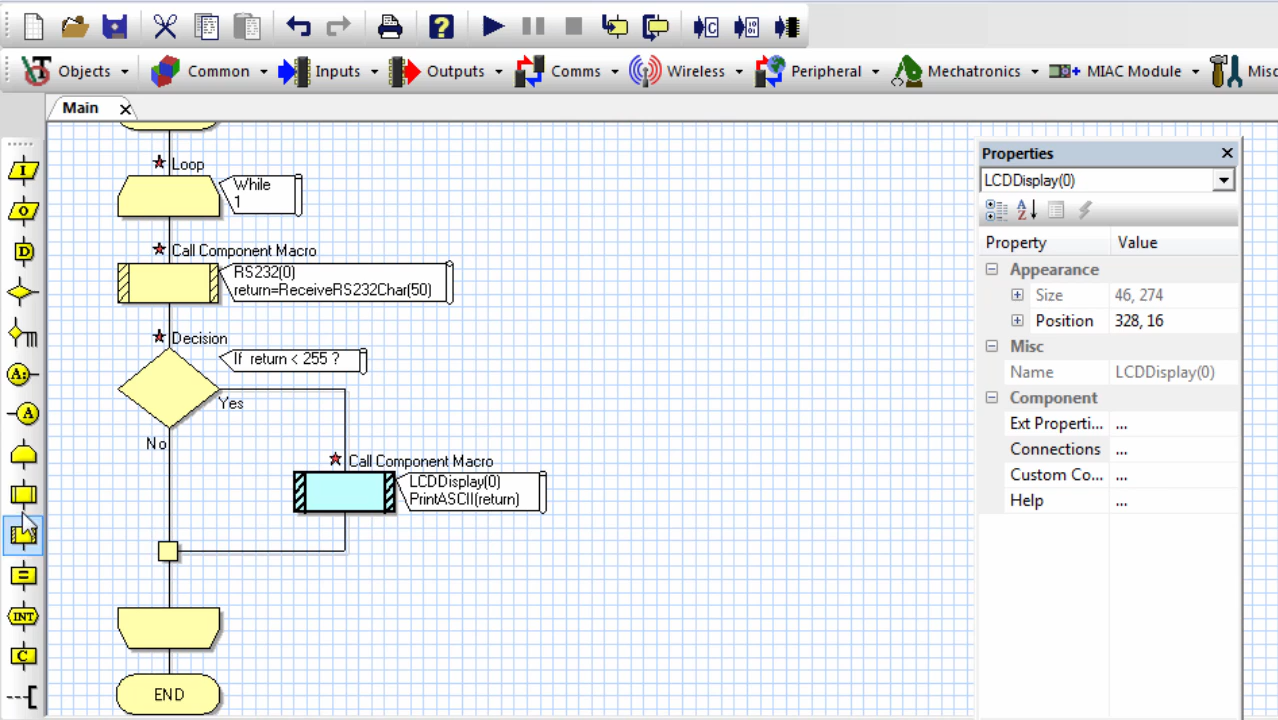 Objects
Common
Inputs
Outputs
Comms
Wireless
Peripheral
Mechatronics
MIAC Module
Misc
Main
Properties
LCDDisplay(0)
Property Value
Appearance
Size 46, 274
Position 328, 16
Misc
Name LCDDisplay(0)
Component
Ext Properti... ...
Connections ...
Custom Co... ...
Help ...
Loop
While
1
Call Component Macro
RS232(0)
return=ReceiveRS232Char(50)
Decision
If return < 255 ?
Yes
No
Call Component Macro
LCDDisplay(0)
PrintASCII(return)
END
I
O
D
A:
A
=
INT
C